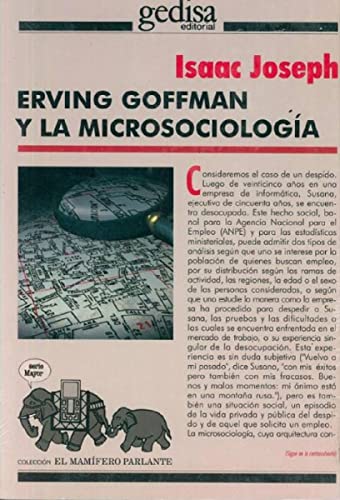 gedisa
editorial
Isaac Joseph
ERVING GOFFMAN
Y LA MICROSOCIOLOGÍA
Consideremos el caso de un despido.
Luego de veinticinco años en una
empresa de informática, Susana,
ejecutivo de cincuenta años, se encuen-
tra desocupada. Este hecho social, ba-
nal para la Agencia Nacional para el
Empleo (ANPE) y para las estadísticas
ministeriales, puede admitir dos tipos de
análisis según que uno se interese por la
población de quienes buscan empleo,
por su distribución según las ramas de
actividad, las regiones, la edad o el sexo
de las personas consideradas, o según
que uno estudie la manera como la empre-
sa ha procedido para despedir a Su-
sana, las pruebas y las dificultades a
las cuales se encuentra enfrentada en el
mercado de trabajo, o su experiencia sin-
gular de la desocupación. Esta expe-
riencia es sin duda subjetiva ("Vuelvo a
mi pasado", dice Susana, "con mis éxitos
pero también con mis fracasos. Bue-
nos y malos momentos: mi ánimo está
en una montaña rusa."), pero es tam-
bién una situación social, un episodio
de la vida privada y pública del despi-
do y de aquel que solicita un empleo.
La microsociología, cuya arquitectura con-
(Sigue en la contracubierta)
serie
Mayor
COLECCIÓN EL MAMÍFERO PARLANTE